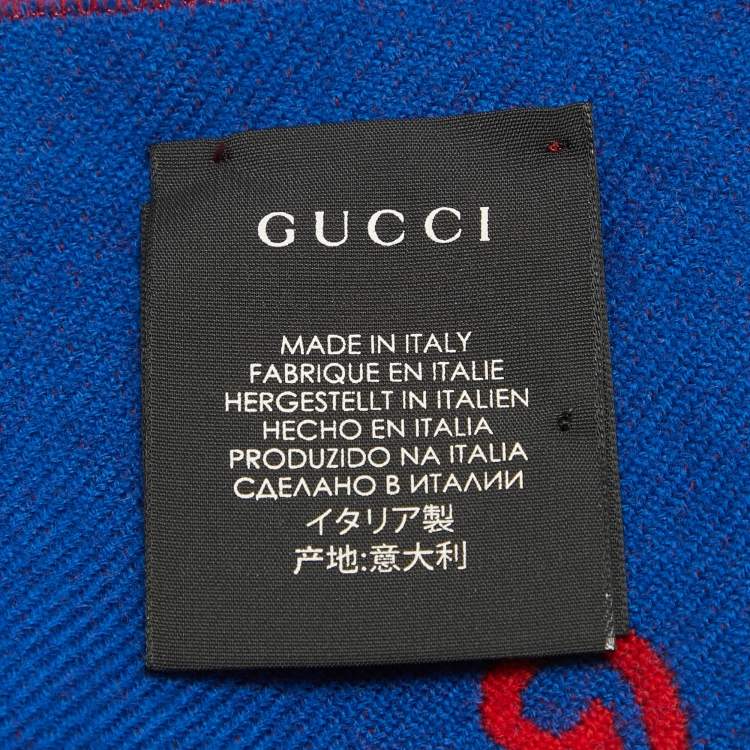 GUCCI
MADE IN ITALY
FABRIQUE EN ITALIE
HERGESTELLT IN ITALIEN
HECHO EN ITALIA
PRODUZIDO NA ITALIA
СДЕЛАНО В ИТАЛИИ
イタリア製
产地:意大利